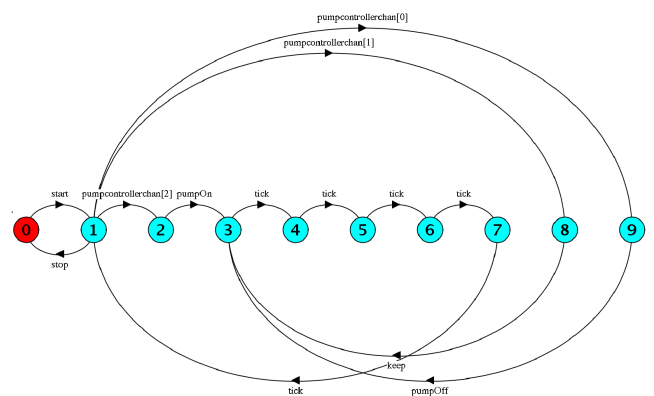 pumpcontrollerchan[0]
pumpcontrollerchan[1]
start pumpcontrollerchan[2] pumpOn tick tick tick tick
0 1 2 3 4 5 6 7 8 9
stop
keep
tick pumpOff